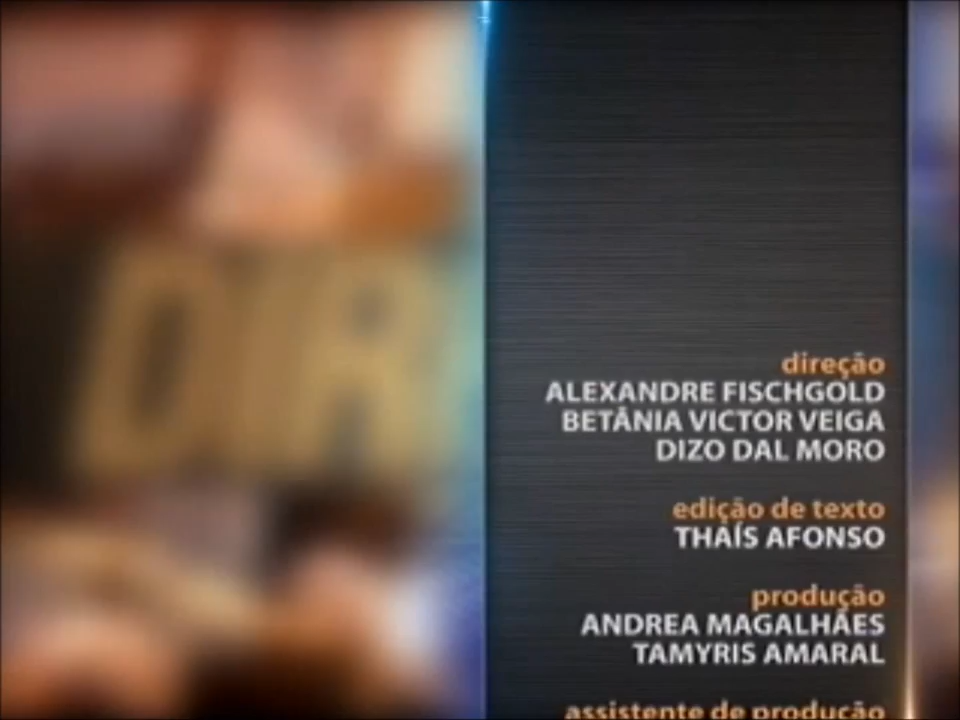 direção
ALEXANDRE FISCHGOLD
BETÂNIA VICTOR VEIGA
DIZO DAL MORO
edição de texto
THAÍS AFONSO
produção
ANDREA MAGALHÃES
TAMYRIS AMARAL
assistente de produção